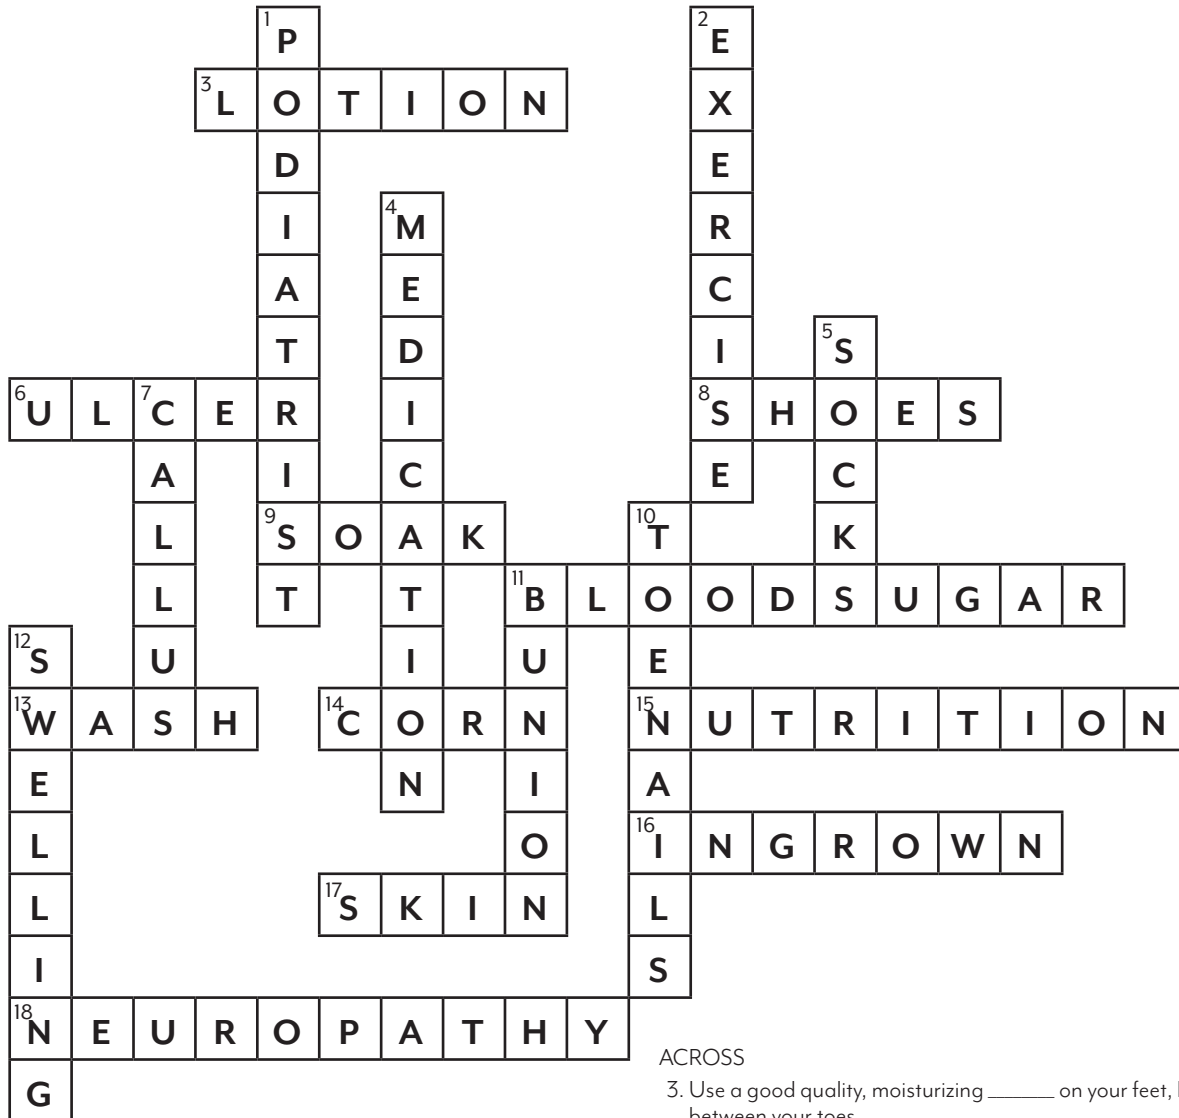 1 P 2 E
3 L O T I O N X
D E
I 4 M R
A E C
T D I 5 S
6 U L 7 C E R I 8 S H O E S
A I C E C
L 9 S O A K 10 T K
L T T 11 B L O O D S U G A R
12 S U I U E
13 W A S H 14 C O R N 15 N U T R I T I O N
E N I A
L O 16 I N G R O W N
L 17 S K I N L
I S
18 N E U R O P A T H Y
ACROSS
G 3. Use a good quality, moisturizing ______ on your feet,
between your toes